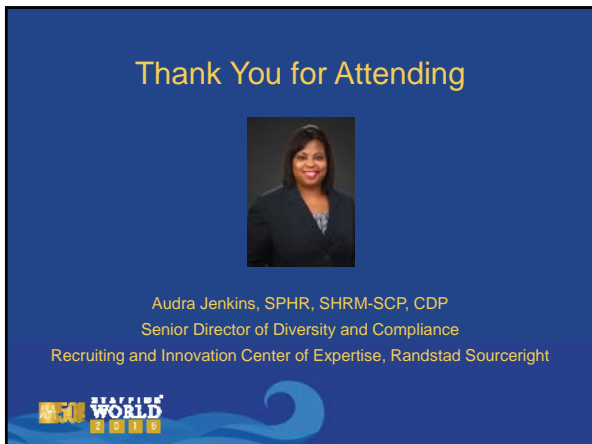 Thank You for Attending
Audra Jenkins, SPHR, SHRM-SCP, CDP
Senior Director of Diversity and Compliance
Recruiting and Innovation Center of Expertise, Randstad Sourceright
STAFFING
WORLD
2016